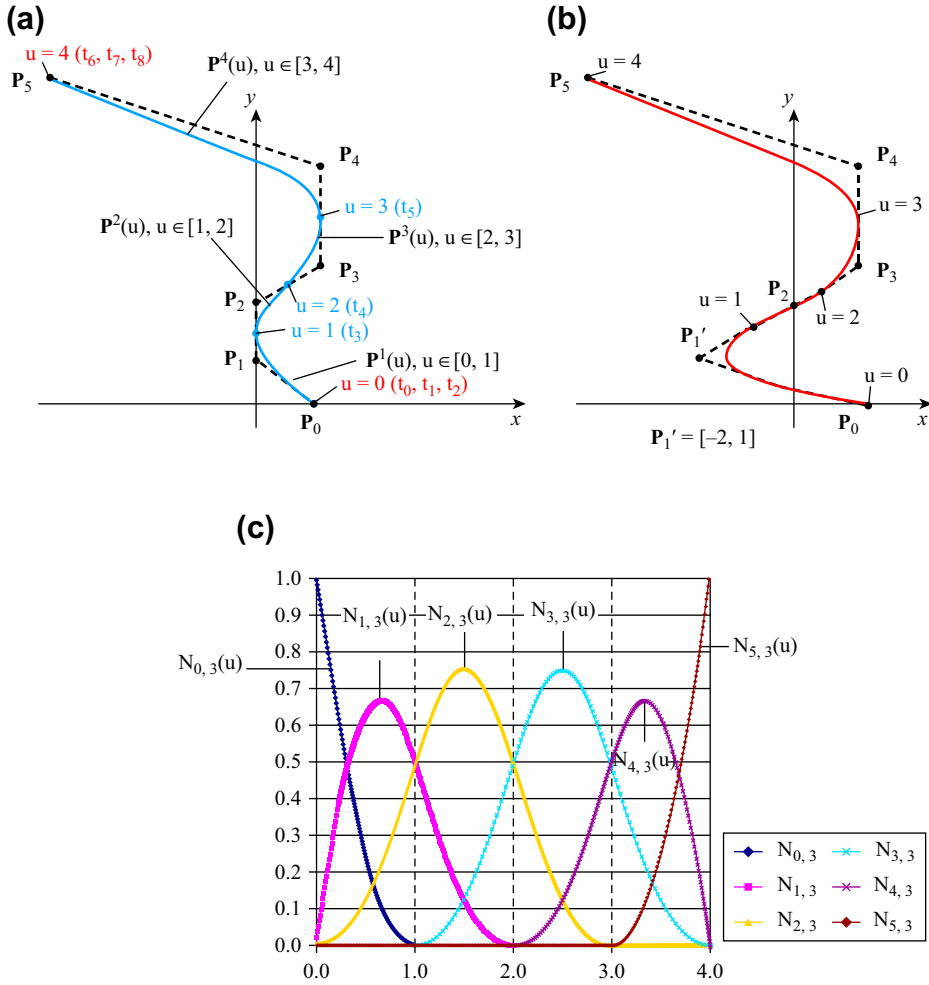 (a)
u = 4 (t6, t7, t8)
P5
P⁴(u), u ∈ [3, 4]
y
P4
u = 3 (t5)
P²(u), u ∈ [1, 2]
P³(u), u ∈ [2, 3]
P3
P2
u = 2 (t4)
u = 1 (t3)
P1
P¹(u), u ∈ [0, 1]
u = 0 (t0, t1, t2)
P0
x
(b)
u = 4
P5
y
P4
u = 3
P3
P2
u = 1
u = 2
P1′
u = 0
P0
x
P1′ = [–2, 1]
(c)
1.0
0.9
0.8
0.7
0.6
0.5
0.4
0.3
0.2
0.1
0.0
N1, 3(u)
N2, 3(u)
N3, 3(u)
N5, 3(u)
N0, 3(u)
N4, 3(u)
0.0 1.0 2.0 3.0 4.0
N0, 3 N3, 3
N1, 3 N4, 3
N2, 3 N5, 3